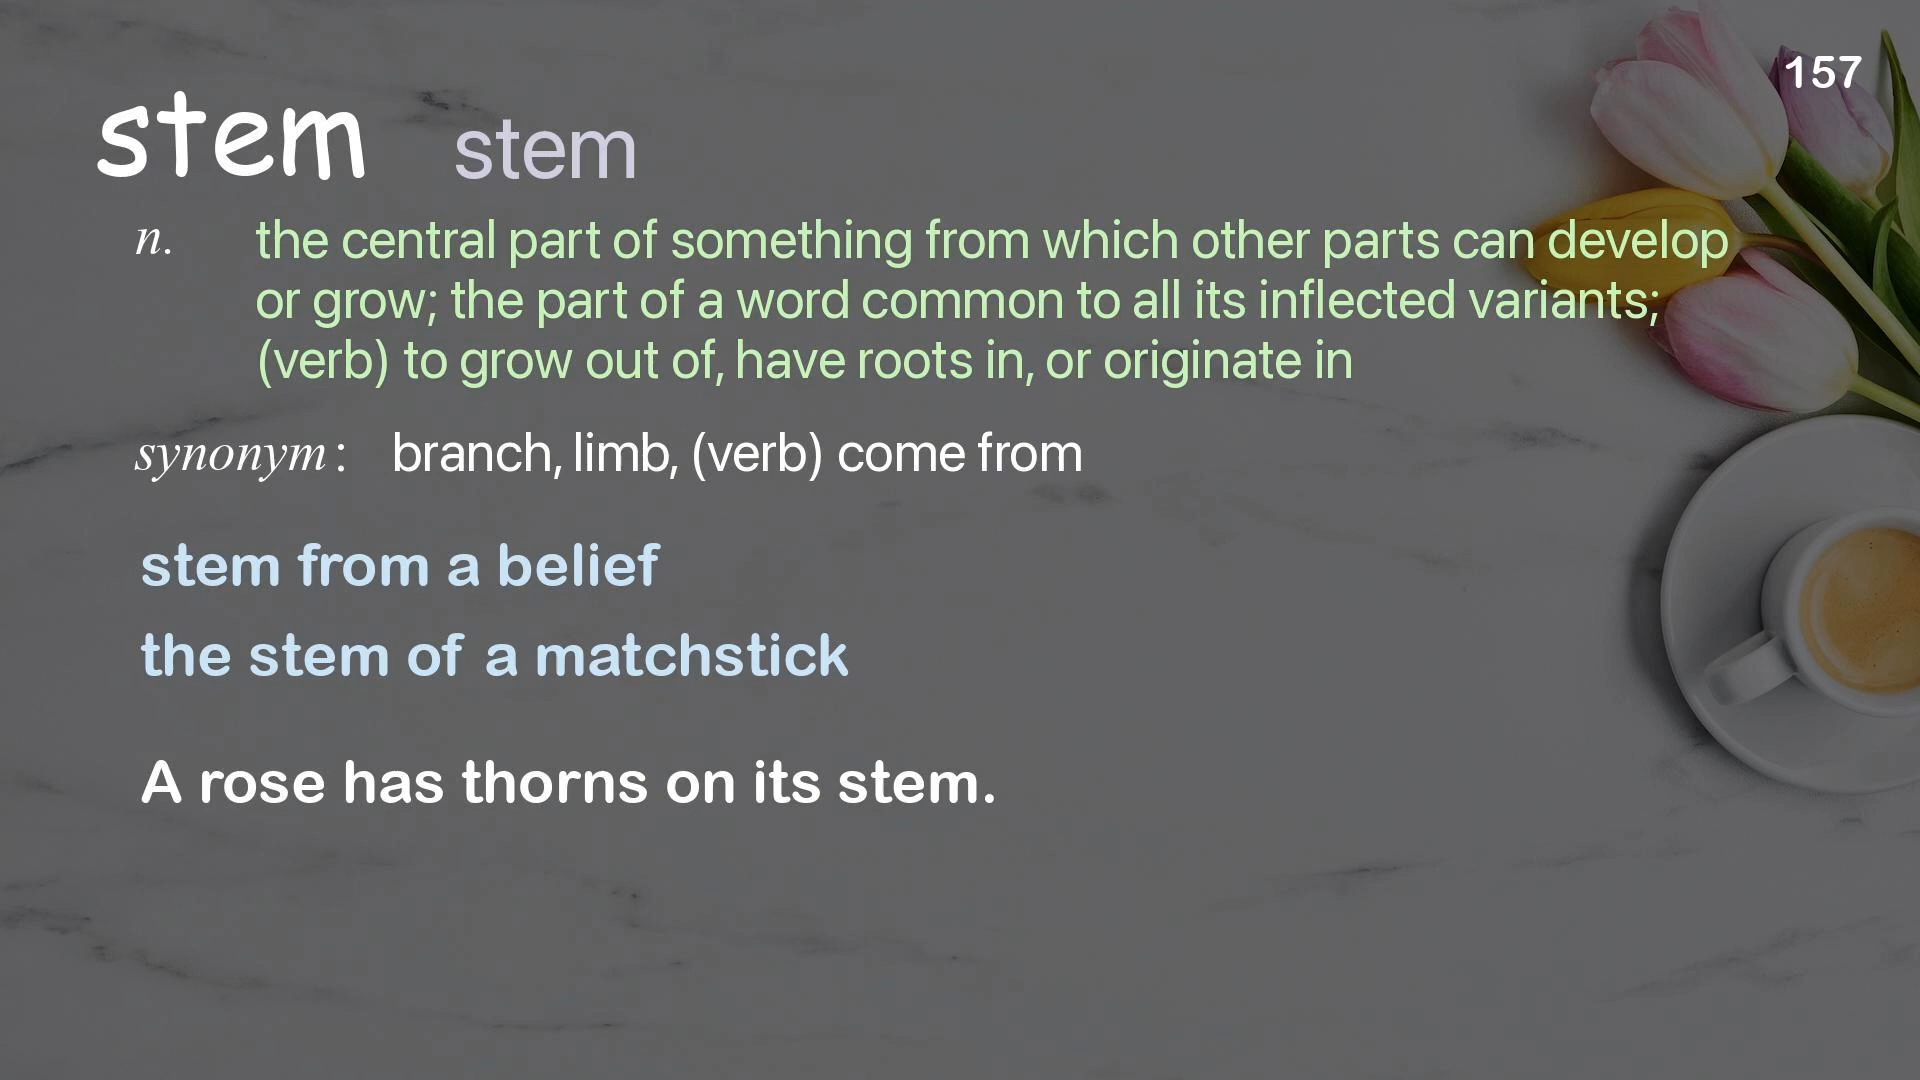 157
stem stem
n. the central part of something from which other parts can develop
or grow; the part of a word common to all its inflected variants;
(verb) to grow out of, have roots in, or originate in
synonym : branch, limb, (verb) come from
stem from a belief
the stem of a matchstick
A rose has thorns on its stem.